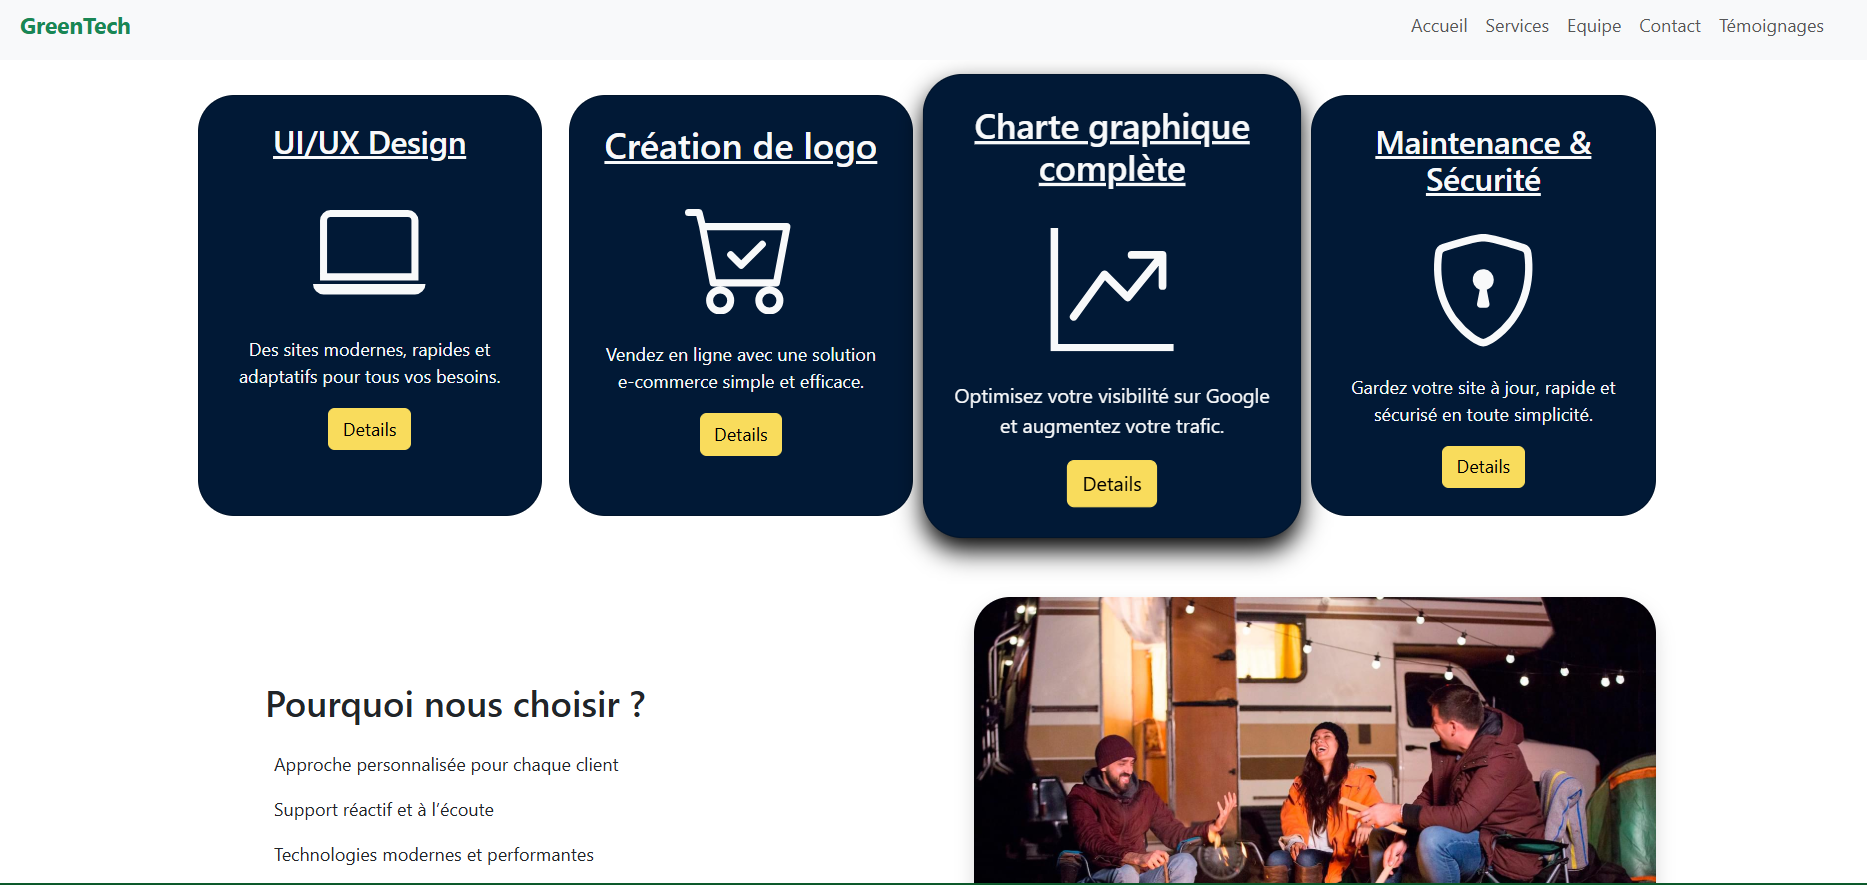 GreenTech
Accueil Services Equipe Contact Témoignages
UI/UX Design
Des sites modernes, rapides et
adaptatifs pour tous vos besoins.
Details
Création de logo
Vendez en ligne avec une solution
e-commerce simple et efficace.
Details
Charte graphique
complète
Optimisez votre visibilité sur Google
et augmentez votre trafic.
Details
Maintenance &
Sécurité
Gardez votre site à jour, rapide et
sécurisé en toute simplicité.
Details
Pourquoi nous choisir ?
Approche personnalisée pour chaque client
Support réactif et à l’écoute
Technologies modernes et performantes